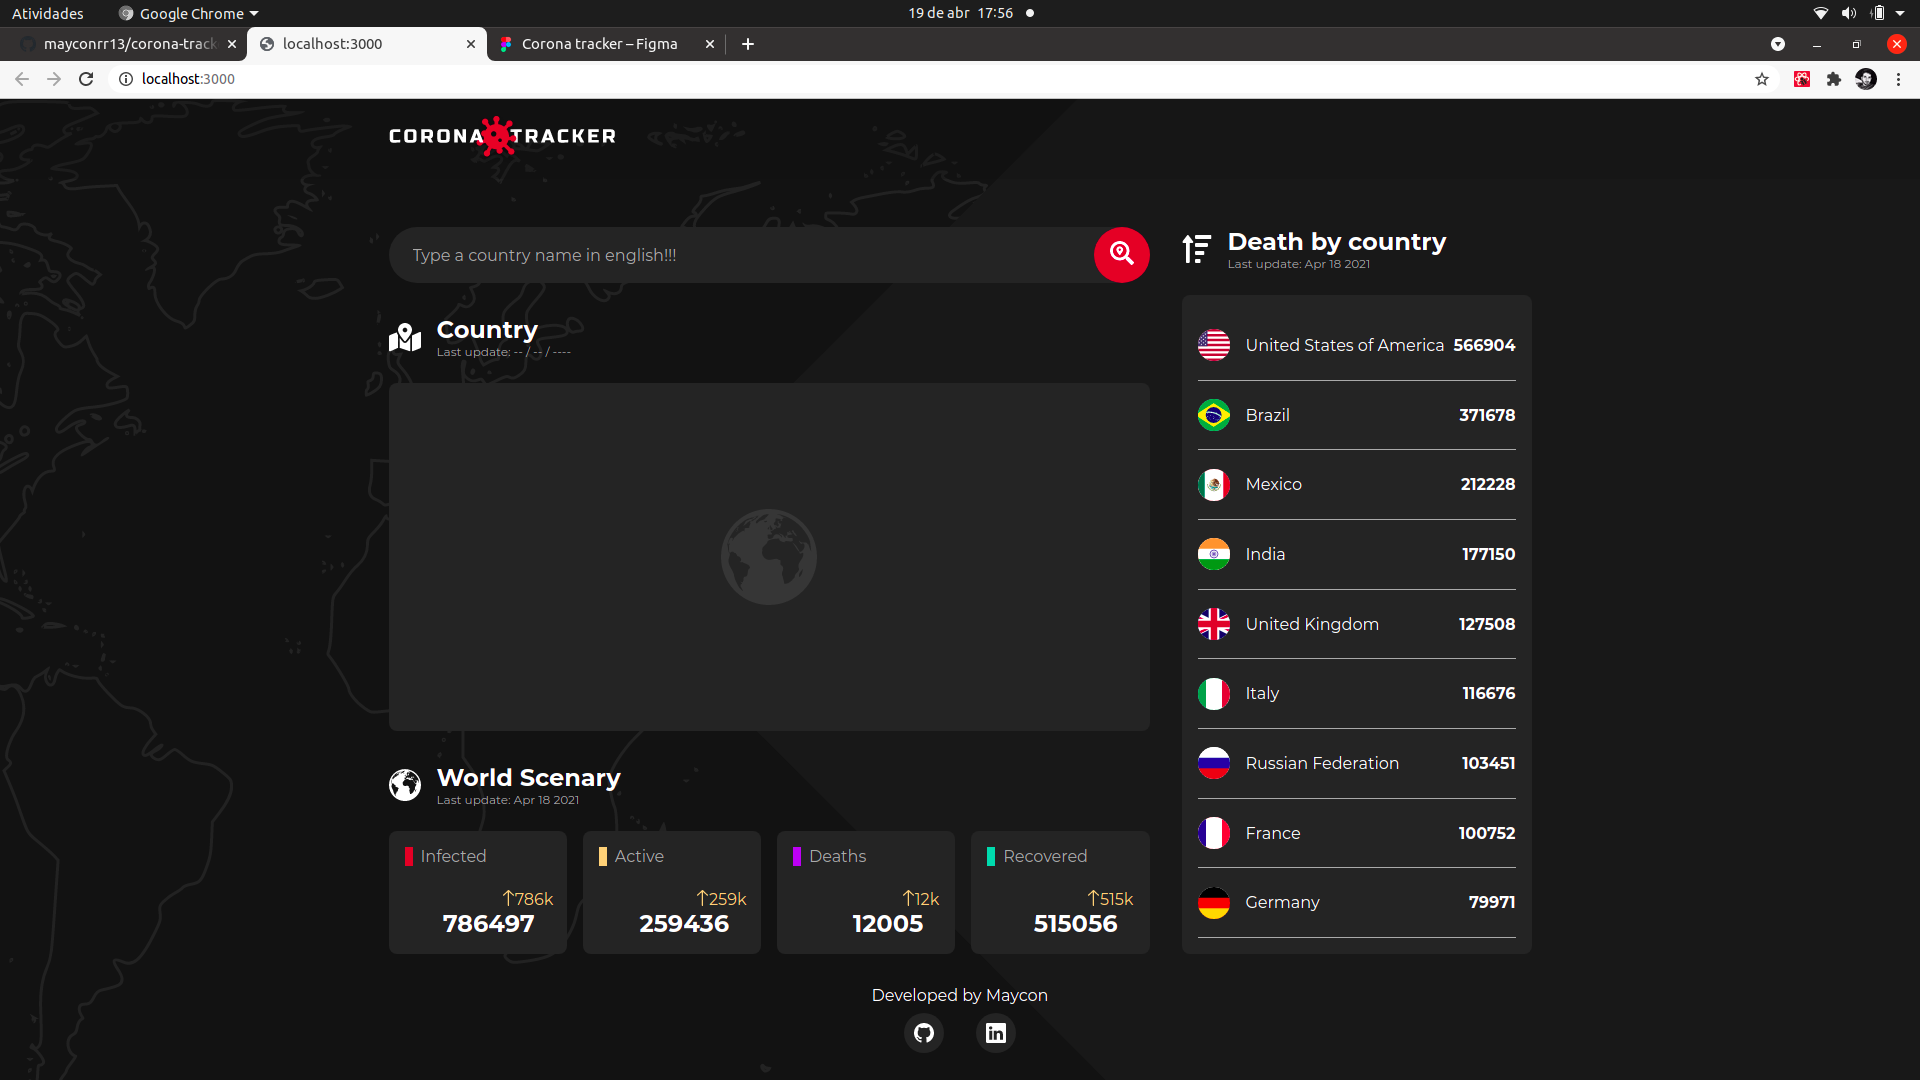 Atividades
Google Chrome
19 de abr 17:56
mayconrr13/corona-track
localhost:3000
Corona tracker – Figma
localhost:3000
CORONA TRACKER
Type a country name in english!!!
Country
Last update: -- / -- / ----
World Scenary
Last update: Apr 18 2021
Infected
↑786k
786497
Active
↑259k
259436
Deaths
↑12k
12005
Recovered
↑515k
515056
Death by country
Last update: Apr 18 2021
United States of America 566904
Brazil 371678
Mexico 212228
India 177150
United Kingdom 127508
Italy 116676
Russian Federation 103451
France 100752
Germany 79971
Developed by Maycon